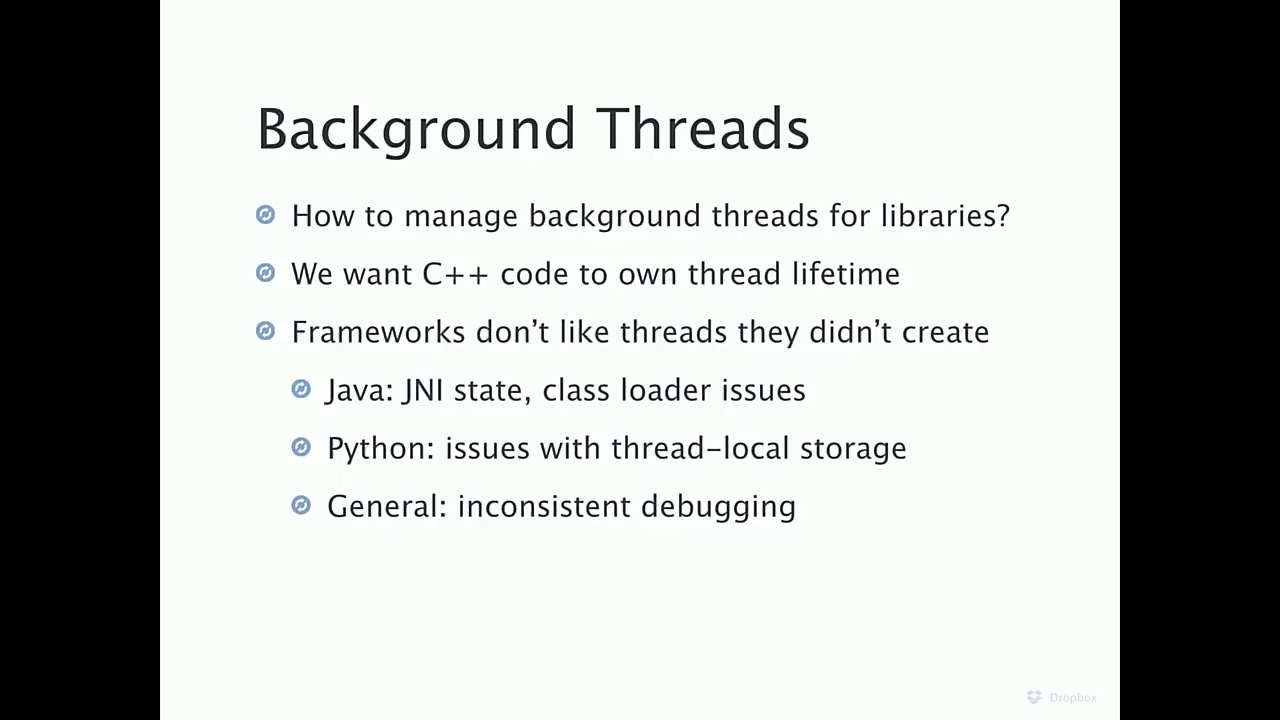 Background Threads
How to manage background threads for libraries?
We want C++ code to own thread lifetime
Frameworks don’t like threads they didn’t create
Java: JNI state, class loader issues
Python: issues with thread-local storage
General: inconsistent debugging
Dropbox